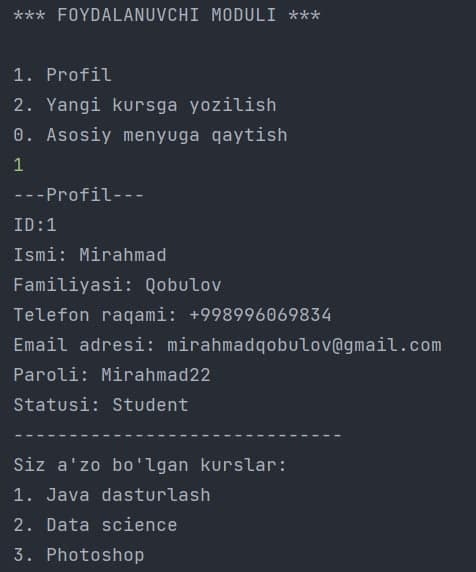 *** FOYDALANUVCHI MODULI ***
1. Profil
2. Yangi kursga yozilish
0. Asosiy menyuga qaytish
1
---Profil---
ID:1
Ismi: Mirahmad
Familiyasi: Qobulov
Telefon raqami: +998996069834
Email adresi: mirahmadqobulov@gmail.com
Paroli: Mirahmad22
Statusi: Student
------------------------------
Siz a'zo bo'lgan kurslar:
1. Java dasturlash
2. Data science
3. Photoshop